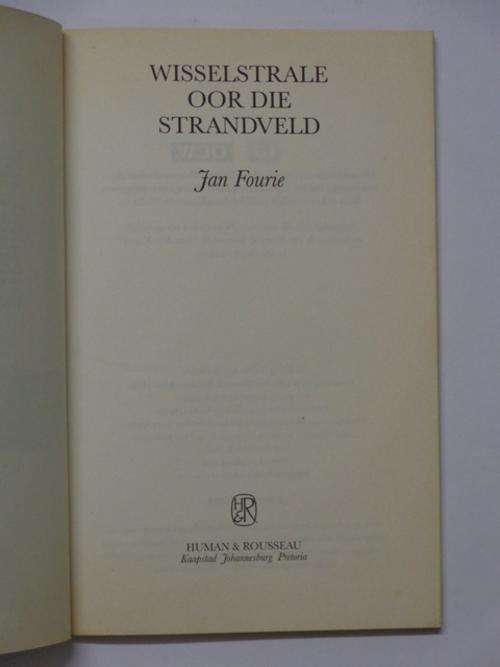 WISSELSTRALE
OOR DIE
STRANDVELD
Jan Fourie
H&R
HUMAN & ROUSSEAU
Kaapstad Johannesburg Pretoria